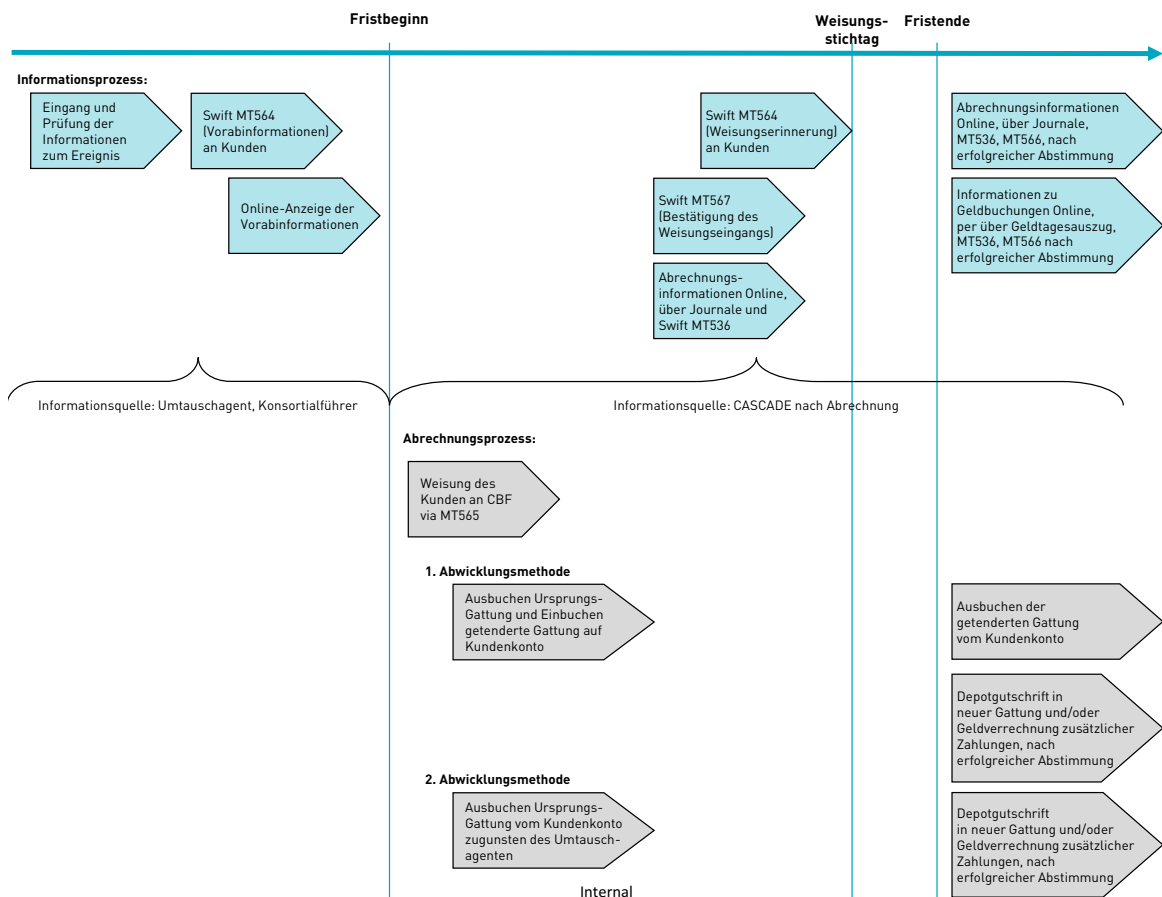 Fristbeginn
Weisungs-
stichtag
Fristende
Informationsprozess:
Eingang und
Prüfung der
Informationen
zum Ereignis
Swift MT564
(Vorabinformationen)
an Kunden
Online-Anzeige der
Vorabinformationen
Swift MT564
(Weisungserinnerung)
an Kunden
Swift MT567
(Bestätigung des
Weisungseingangs)
Abrechnungs-
informationen Online,
über Journale und
Swift MT536
Abrechnungsinformationen
Online, über Journale,
MT536, MT566, nach
erfolgreicher Abstimmung
Informationen zu
Geldbuchungen Online,
per über Geldtagesauszug,
MT536, MT566 nach
erfolgreicher Abstimmung
Informationsquelle: Umtauschagent, Konsortialführer
Informationsquelle: CASCADE nach Abrechnung
Abrechnungsprozess:
Weisung des
Kunden an CBF
via MT565
1. Abwicklungsmethode
Ausbuchen Ursprungs-
Gattung und Einbuchen
getenderte Gattung auf
Kundenkonto
Ausbuchen der
getenderten Gattung
vom Kundenkonto
Depotgutschrift in
neuer Gattung und/oder
Geldverrechnung zusätzlicher
Zahlungen, nach
erfolgreicher Abstimmung
2. Abwicklungsmethode
Ausbuchen Ursprungs-
Gattung vom Kundenkonto
zugunsten des Umtausch-
agenten
Depotgutschrift
in neuer Gattung und/oder
Geldverrechnung zusätzlicher
Zahlungen, nach
erfolgreicher Abstimmung
Internal